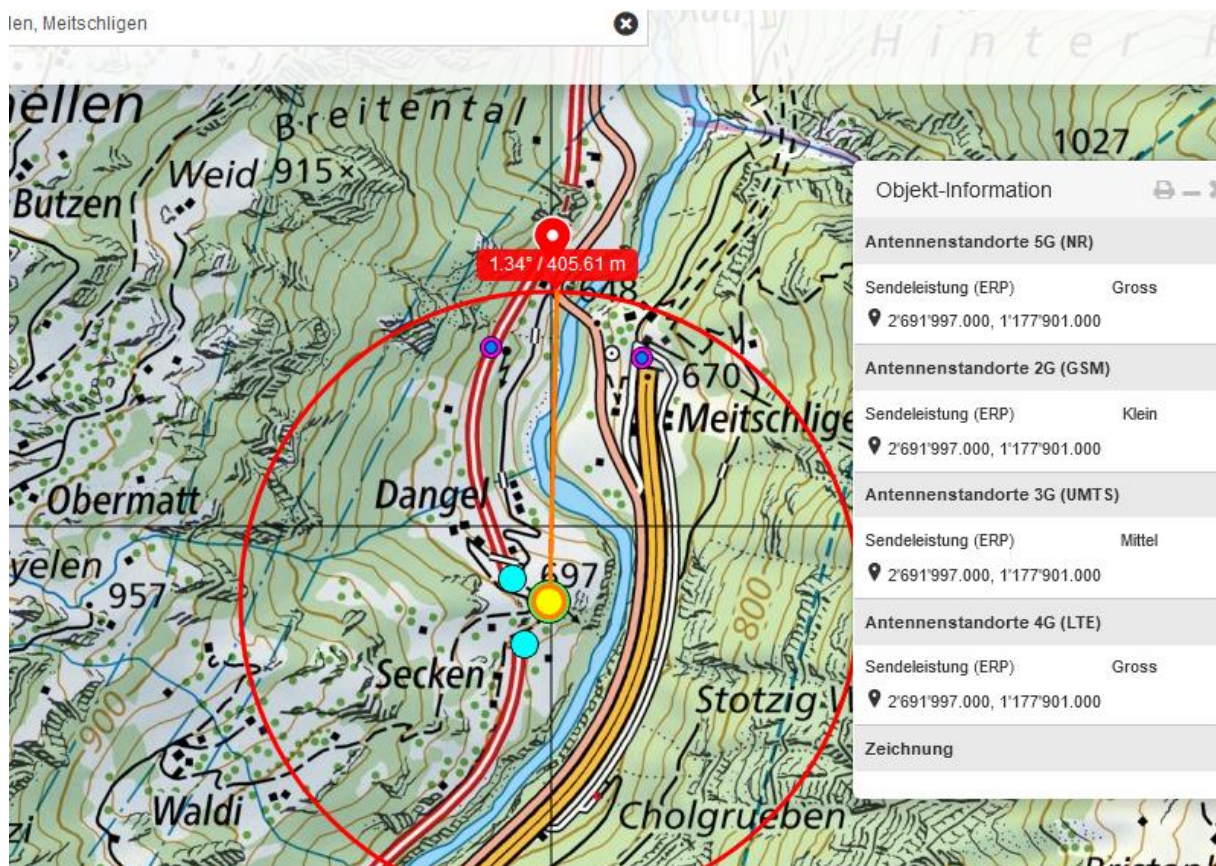 len, Meitschligen
Hinter
ellen
Breitental
1027
Weid 915×
Butzen
1.34° / 405.61 m
648
670
Meitschlige
Obermatt
Dangel
yelen
957
697
800
Secken
900
Stotzig W
Waldi
zi
Cholgrueben
Objekt-Information
Antennenstandorte 5G (NR)
Sendeleistung (ERP) Gross
2'691'997.000, 1'177'901.000
Antennenstandorte 2G (GSM)
Sendeleistung (ERP) Klein
2'691'997.000, 1'177'901.000
Antennenstandorte 3G (UMTS)
Sendeleistung (ERP) Mittel
2'691'997.000, 1'177'901.000
Antennenstandorte 4G (LTE)
Sendeleistung (ERP) Gross
2'691'997.000, 1'177'901.000
Zeichnung